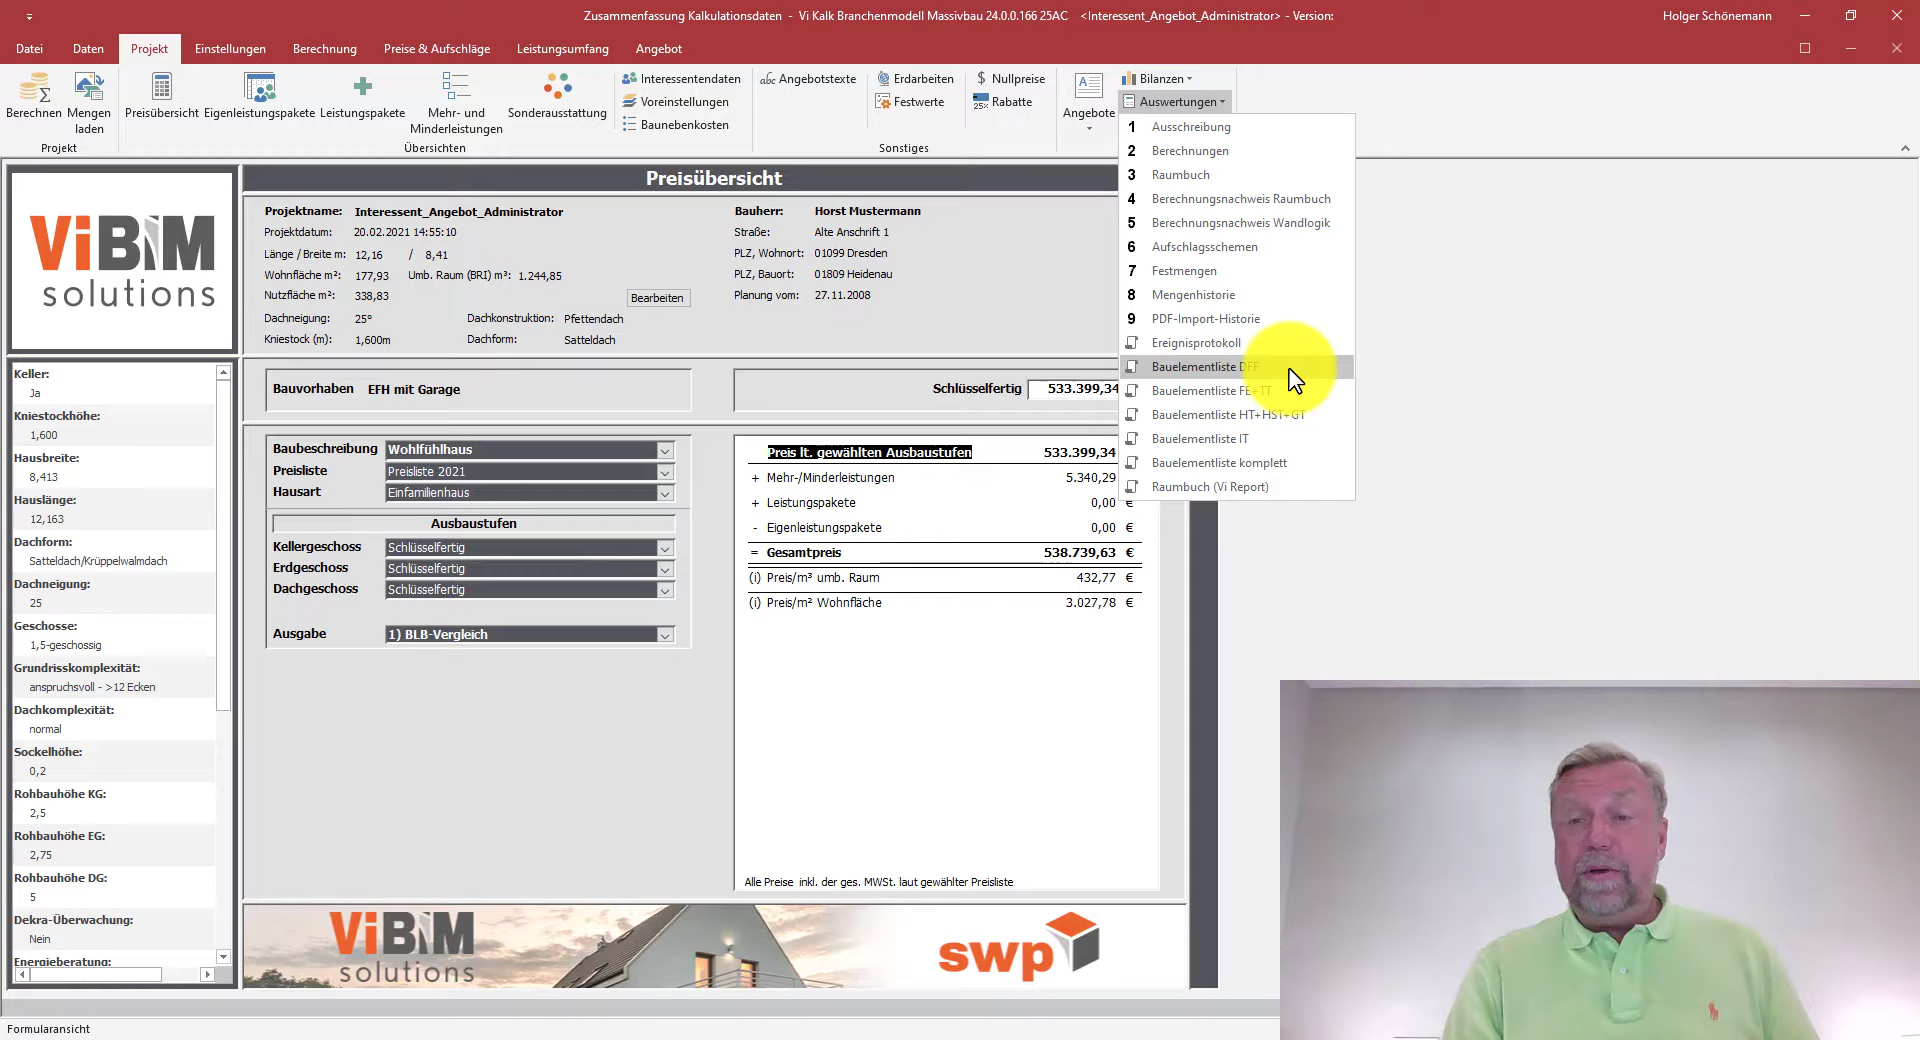 Zusammenfassung Kalkulationsdaten - Vi Kalk Branchenmodell Massivbau 24.0.0.166 25AC <Interessent_Angebot_Administrator> - Version:
Holger Schönemann
Datei Daten Projekt Einstellungen Berechnung Preise & Aufschläge Leistungsumfang Angebot
Berechnen
Mengen laden
Preisübersicht
Eigenleistungspakete
Leistungspakete
Mehr- und Minderleistungen
Sonderausstattung
Interessentendaten
Voreinstellungen
Baunebenkosten
abc Angebotstexte
Erdarbeiten
Festwerte
$ Nullpreise
25% Rabatte
Angebote
Bilanzen
Auswertungen
Projekt
Übersichten
Sonstiges
1 Ausschreibung
2 Berechnungen
3 Raumbuch
4 Berechnungsnachweis Raumbuch
5 Berechnungsnachweis Wandlogik
6 Aufschlagsschemen
7 Festmengen
8 Mengenhistorie
9 PDF-Import-Historie
Ereignisprotokoll
Bauelementliste DFF
Bauelementliste FE+TT
Bauelementliste HT+HST+GT
Bauelementliste IT
Bauelementliste komplett
Raumbuch (Vi Report)
ViBiM
solutions
Keller:
Ja
Kniestockhöhe:
1,600
Hausbreite:
8,413
Hauslänge:
12,163
Dachform:
Satteldach/Krüppelwalmdach
Dachneigung:
25
Geschosse:
1,5-geschossig
Grundrisskomplexität:
anspruchsvoll - >12 Ecken
Dachkomplexität:
normal
Sockelhöhe:
0,2
Rohbauhöhe KG:
2,5
Rohbauhöhe EG:
2,75
Rohbauhöhe DG:
5
Dekra-Überwachung:
Nein
Energieberatung:
Preisübersicht
Projektname: Interessent_Angebot_Administrator
Projektdatum: 20.02.2021 14:55:10
Länge / Breite m: 12,16 / 8,41
Wohnfläche m²: 177,93 Umb. Raum (BRI) m³: 1.244,85
Nutzfläche m²: 338,83
Bearbeiten
Dachneigung: 25° Dachkonstruktion: Pfettendach
Kniestock (m): 1,600m Dachform: Satteldach
Bauherr: Horst Mustermann
Straße: Alte Anschrift 1
PLZ, Wohnort: 01099 Dresden
PLZ, Bauort: 01809 Heidenau
Planung vom: 27.11.2008
Bauvorhaben EFH mit Garage
Schlüsselfertig 533.399,34
Baubeschreibung Wohlfühlhaus
Preisliste Preisliste 2021
Hausart Einfamilienhaus
Ausbaustufen
Kellergeschoss Schlüsselfertig
Erdgeschoss Schlüsselfertig
Dachgeschoss Schlüsselfertig
Ausgabe 1) BLB-Vergleich
Preis lt. gewählten Ausbaustufen 533.399,34
+ Mehr-/Minderleistungen 5.340,29
+ Leistungspakete 0,00 €
- Eigenleistungspakete 0,00 €
= Gesamtpreis 538.739,63 €
(i) Preis/m³ umb. Raum 432,77 €
(i) Preis/m² Wohnfläche 3.027,78 €
Alle Preise inkl. der ges. MWSt. laut gewählter Preisliste
ViBiM
solutions
swp
Formularansicht